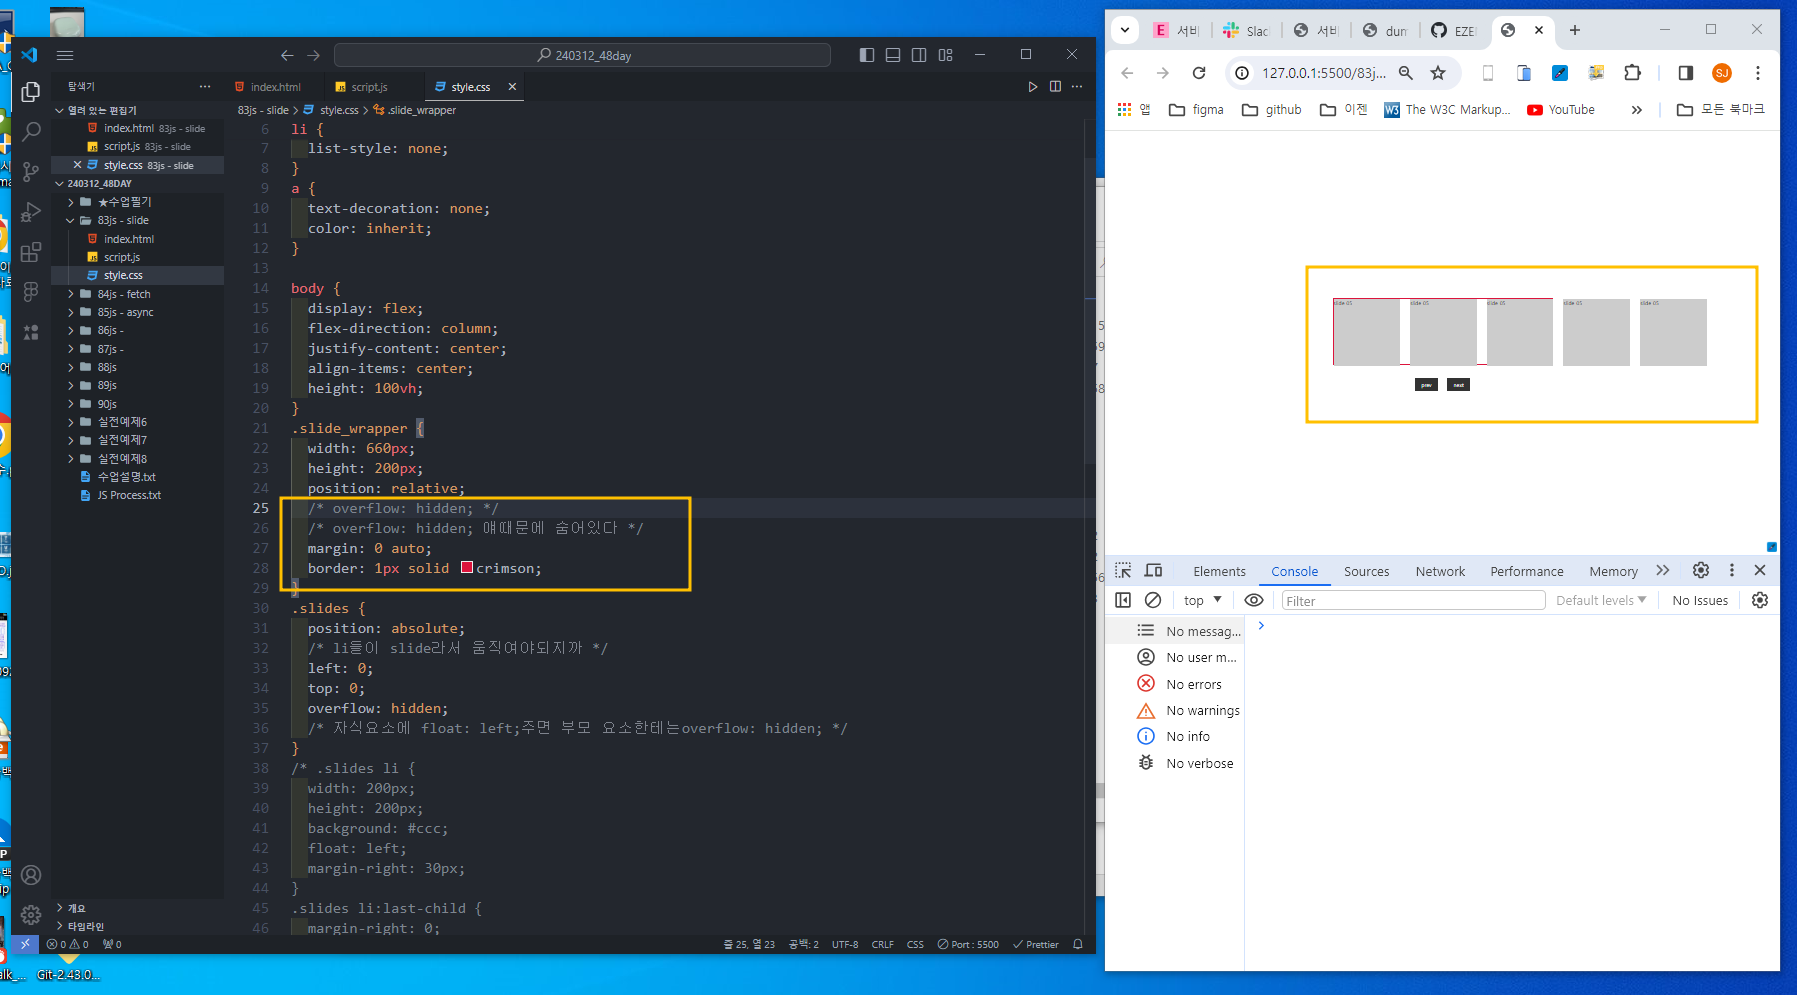 240312_48day
탐색기
index.html
script.js
style.css
열려 있는 편집기
index.html 83js - slide
script.js 83js - slide
style.css 83js - slide
240312_48DAY
★수업필기
83js - slide
index.html
script.js
style.css
84js - fetch
85js - async
86js -
87js -
88js
89js
90js
실전예제6
실전예제7
실전예제8
수업설명.txt
JS Process.txt
개요
타임라인
83js - slide > style.css > .slide_wrapper
6 li {
7 list-style: none;
8 }
9 a {
10 text-decoration: none;
11 color: inherit;
12 }
13
14 body {
15 display: flex;
16 flex-direction: column;
17 justify-content: center;
18 align-items: center;
19 height: 100vh;
20 }
21 .slide_wrapper {
22 width: 660px;
23 height: 200px;
24 position: relative;
25 /* overflow: hidden; */
26 /* overflow: hidden; 얘때문에 숨어있다 */
27 margin: 0 auto;
28 border: 1px solid crimson;
29 }
30 .slides {
31 position: absolute;
32 /* li들이 slide라서 움직여야되지까 */
33 left: 0;
34 top: 0;
35 overflow: hidden;
36 /* 자식요소에 float: left;주면 부모 요소한테는overflow: hidden; */
37 }
38 /* .slides li {
39 width: 200px;
40 height: 200px;
41 background: #ccc;
42 float: left;
43 margin-right: 30px;
44 }
45 .slides li:last-child {
46 margin-right: 0;
0 0 0
줄 25, 열 23 공백: 2 UTF-8 CRLF CSS Port : 5500 Prettier
Git-2.43.0...
서비 Slac 서비 dum EZE
127.0.0.1:5500/83j...
SJ
앱 figma github 이젠 The W3C Markup... YouTube » 모든 북마크
slide 05 slide 05 slide 05 slide 05 slide 05
prev next
Elements Console Sources Network Performance Memory
top Filter Default levels No Issues
No messag...
No user m...
No errors
No warnings
No info
No verbose